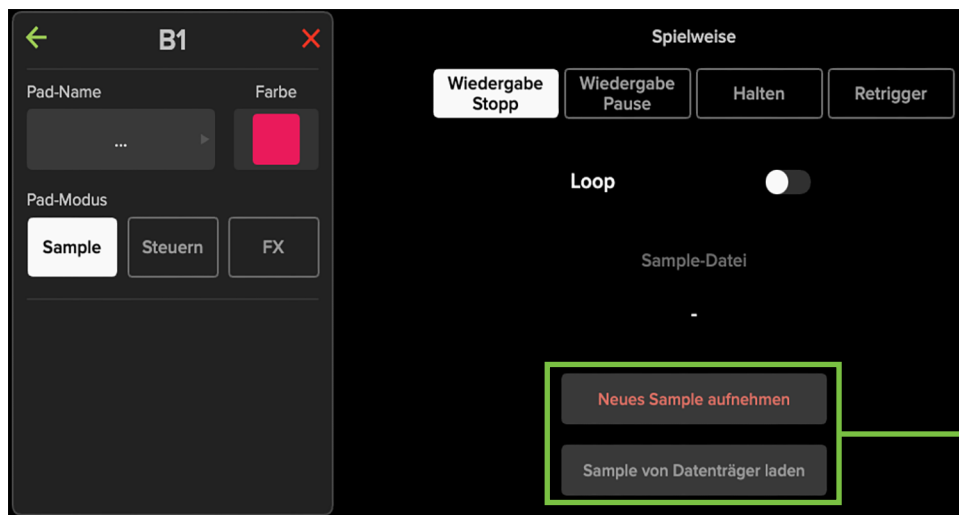 B1
Pad-Name
Farbe
...
Pad-Modus
Sample
Steuern
FX
Spielweise
Wiedergabe
Stopp
Wiedergabe
Pause
Halten
Retrigger
Loop
Sample-Datei
-
Neues Sample aufnehmen
Sample von Datenträger laden